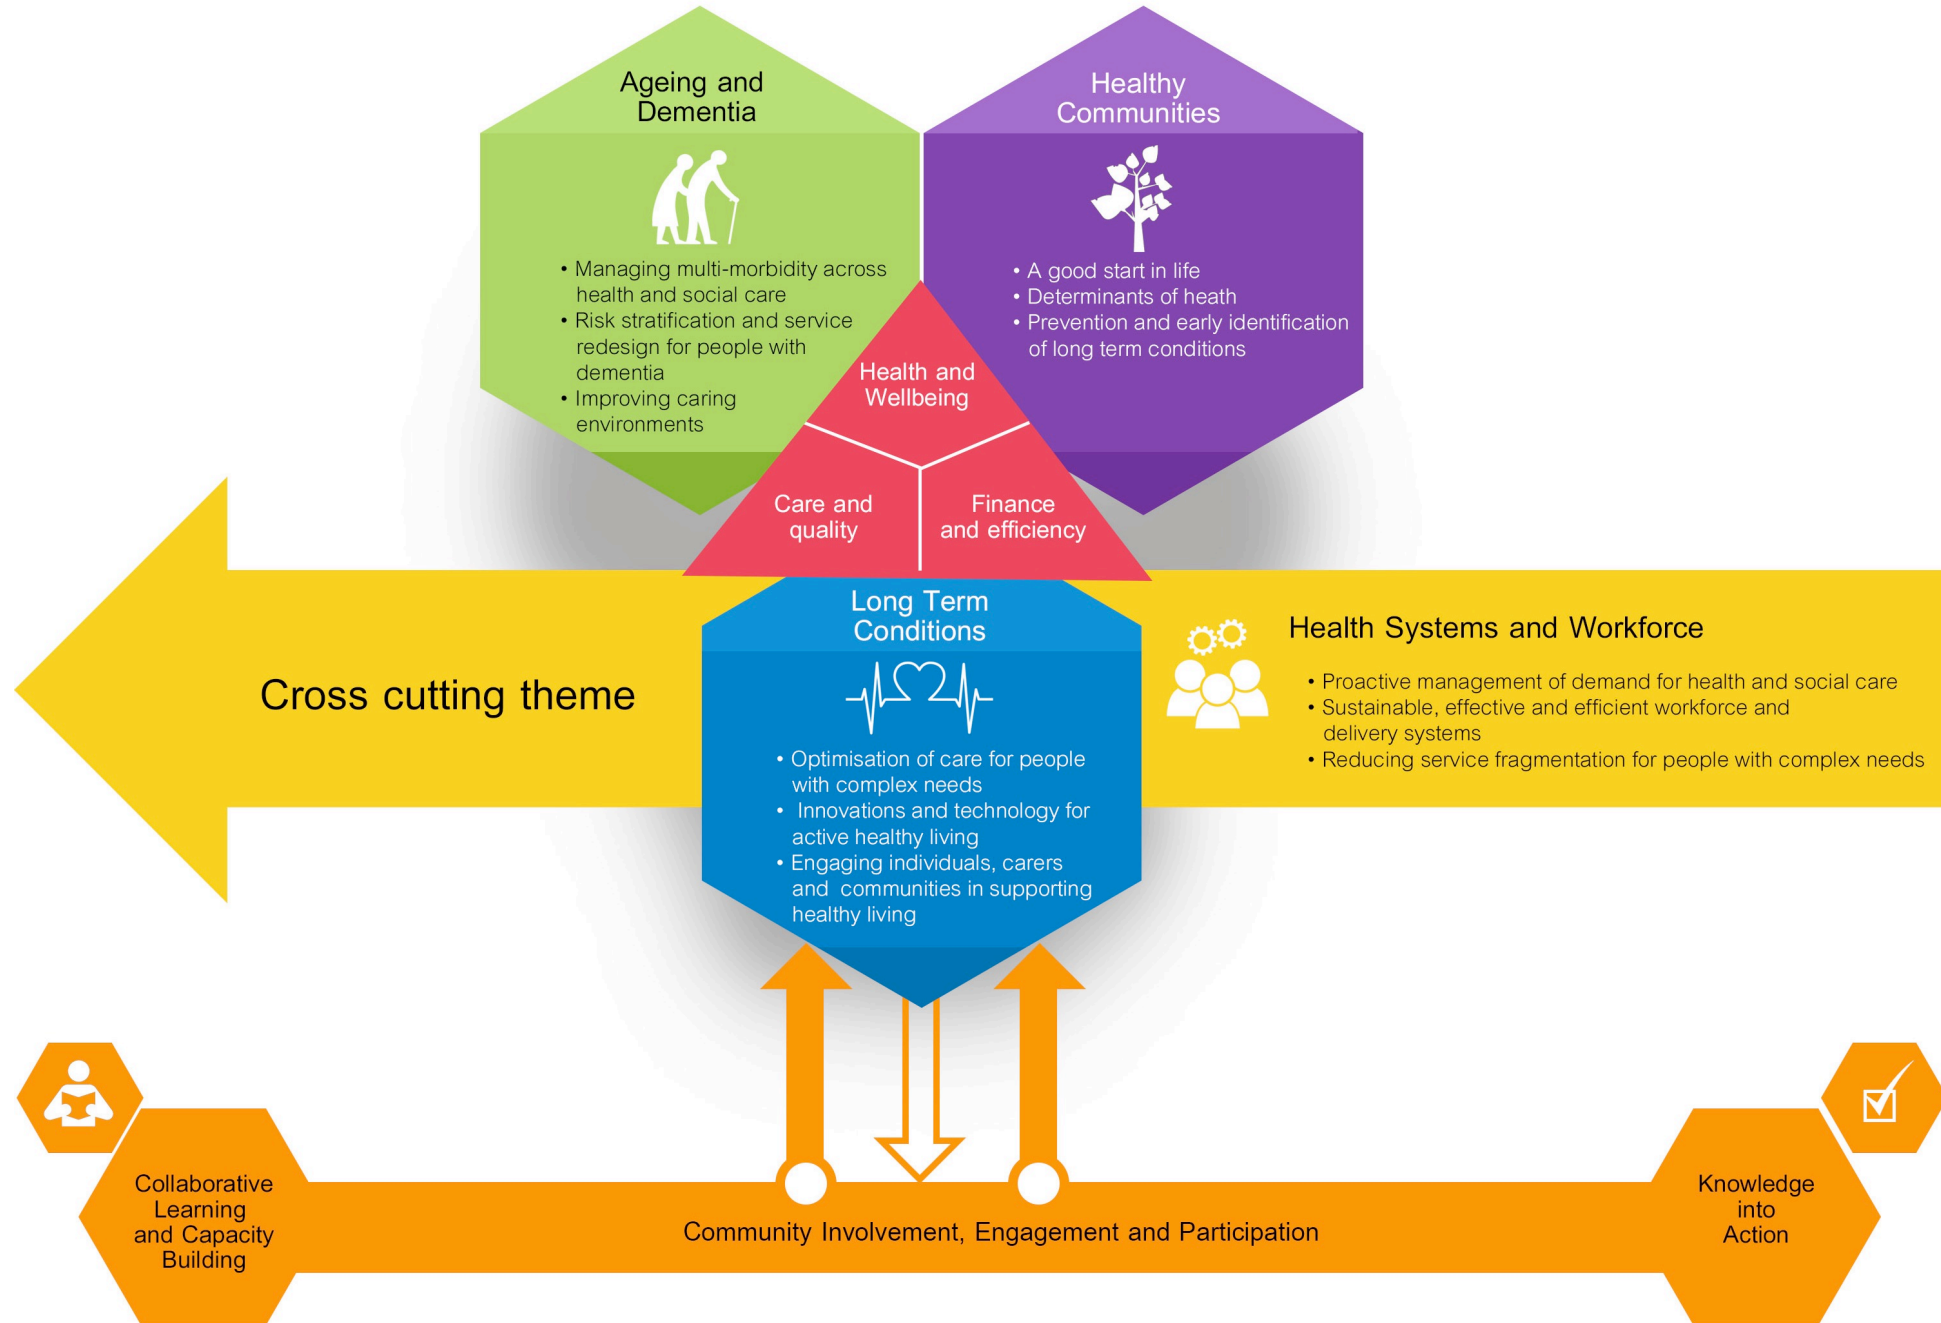 Ageing and
Dementia
• Managing multi-morbidity across
health and social care
• Risk stratification and service
redesign for people with
dementia
• Improving caring
environments
Healthy
Communities
• A good start in life
• Determinants of heath
• Prevention and early identification
of long term conditions
Health and
Wellbeing
Care and
quality
Finance
and efficiency
Cross cutting theme
Long Term
Conditions
• Optimisation of care for people
with complex needs
• Innovations and technology for
active healthy living
• Engaging individuals, carers
and communities in supporting
healthy living
Health Systems and Workforce
• Proactive management of demand for health and social care
• Sustainable, effective and efficient workforce and
delivery systems
• Reducing service fragmentation for people with complex needs
Collaborative
Learning
and Capacity
Building
Community Involvement, Engagement and Participation
Knowledge
into
Action